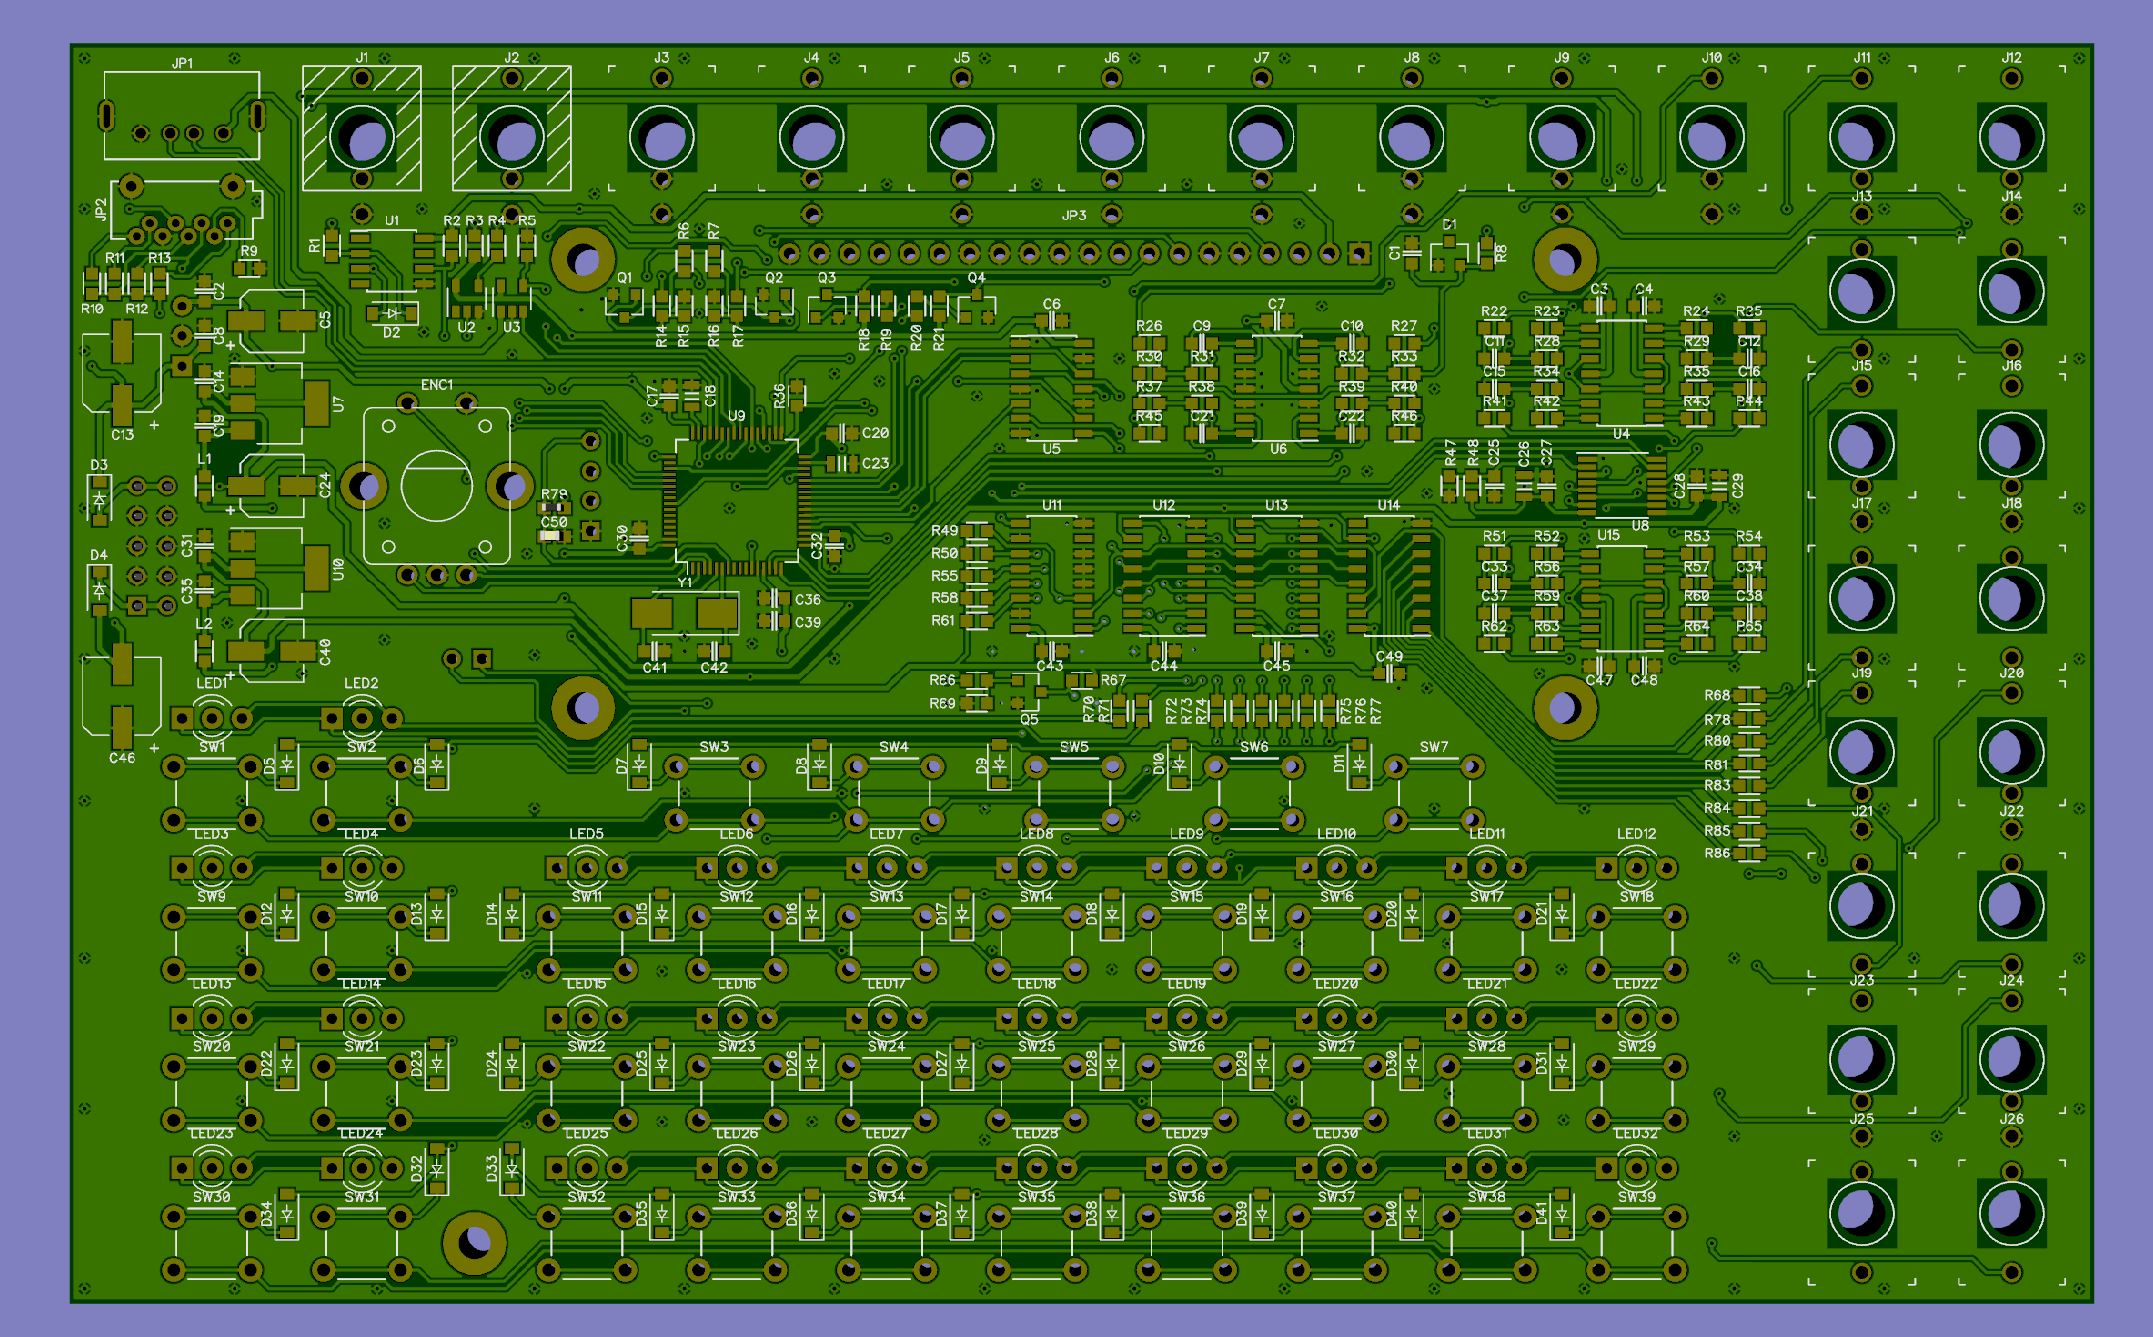 JP1 J1 J2 J3 J4 J5 J6 J7 J8 J9 J10 J11 J12
JP2 J13 J14
R1 U1 R2 R3 R4 R5 R6 R7 JP3 C1 D1 R8
R11 R13 R9
R10 R12 C2 C5 D2 U2 U3 Q1 Q2 Q3 Q4 C3 C4
R14 R15 R16 R17 R18 R19 R20 R21 C6 C7 R22 R23 R24
C8 + R26 C9 C10 R27 C11 R28 R29 C12
R30 R31 R32 R33 C15 R34 R35 C16
C14 U7 ENC1 C17 C18 R36 U9 R37 R38 R39 R40 R41 R42 R43 J15 J16
C13 + C19 C20 R45 C21 C22 R46 U4
D3 L1 C24 C23 U5 U6 R47 R48 C25 C26 C27 C28 C29
+ R79 C50 C30 C32 R49 U11 U12 U13 U14 U8 J17 J18
D4 C31 U10 R50 R51 R52 U15 R53 R54
C35 Y1 R55 C33 R56 R57 C34
C36 R58 C37 R59 R60 C38
L2 C39 R61 R62 R63 R64
C40 + C41 C42 C43 C44 C45 C49 C47 C48 J19 J20
LED1 LED2 R66 R67 R68
C46 + R69 Q5 R70 R71 R72 R73 R74 R75 R76 R77 R78
SW1 SW2 SW3 SW4 SW5 SW6 SW7 R80
D5 D6 D7 D8 D9 D10 D11 R81
R83
R84 J21 J22
LED3 LED4 LED5 LED6 LED7 LED8 LED9 LED10 LED11 LED12 R85
R86
SW9 SW10 SW11 SW12 SW13 SW14 SW15 SW16 SW17 SW18
D12 D13 D14 D15 D16 D17 D18 D19 D20 D21
LED13 LED14 LED15 LED16 LED17 LED18 LED19 LED20 LED21 LED22 J23 J24
SW20 SW21 SW22 SW23 SW24 SW25 SW26 SW27 SW28 SW29
D22 D23 D24 D25 D26 D27 D28 D29 D30 D31
LED23 LED24 LED25 LED26 LED27 LED28 LED29 LED30 LED31 LED32 J25 J26
D32 D33
SW30 SW31 SW32 SW33 SW34 SW35 SW36 SW37 SW38 SW39
D34 D35 D36 D37 D38 D39 D40 D41